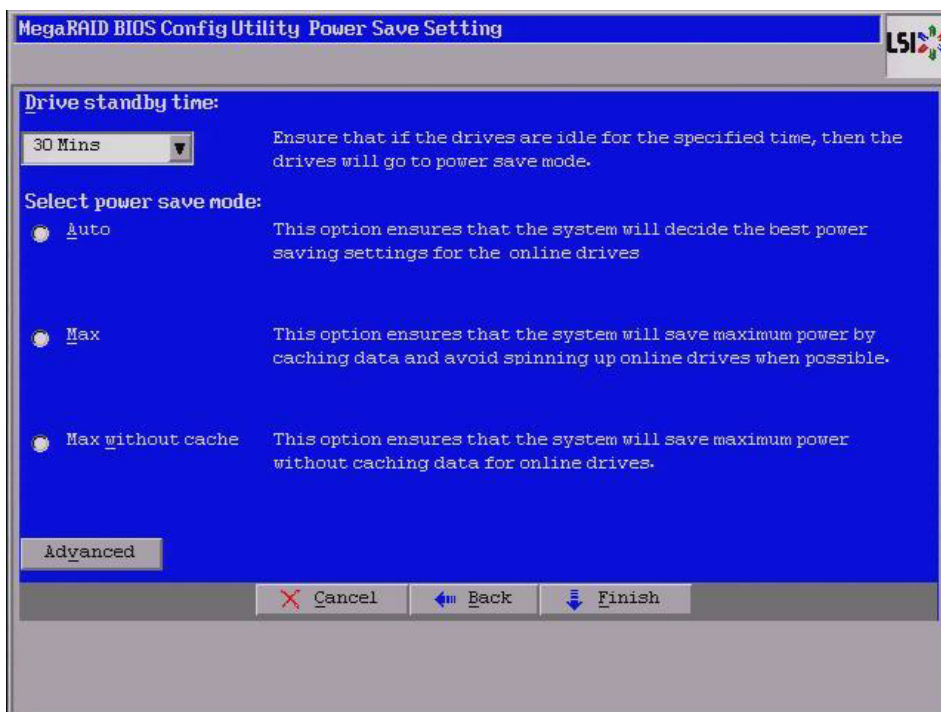 MegaRAID BIOS Config Utility Power Save Setting
LSI
Drive standby time:
30 Mins
Ensure that if the drives are idle for the specified time, then the
drives will go to power save mode.
Select power save mode:
Auto
This option ensures that the system will decide the best power
saving settings for the online drives
Max
This option ensures that the system will save maximum power by
caching data and avoid spinning up online drives when possible.
Max without cache
This option ensures that the system will save maximum power
without caching data for online drives.
Advanced
Cancel
Back
Finish